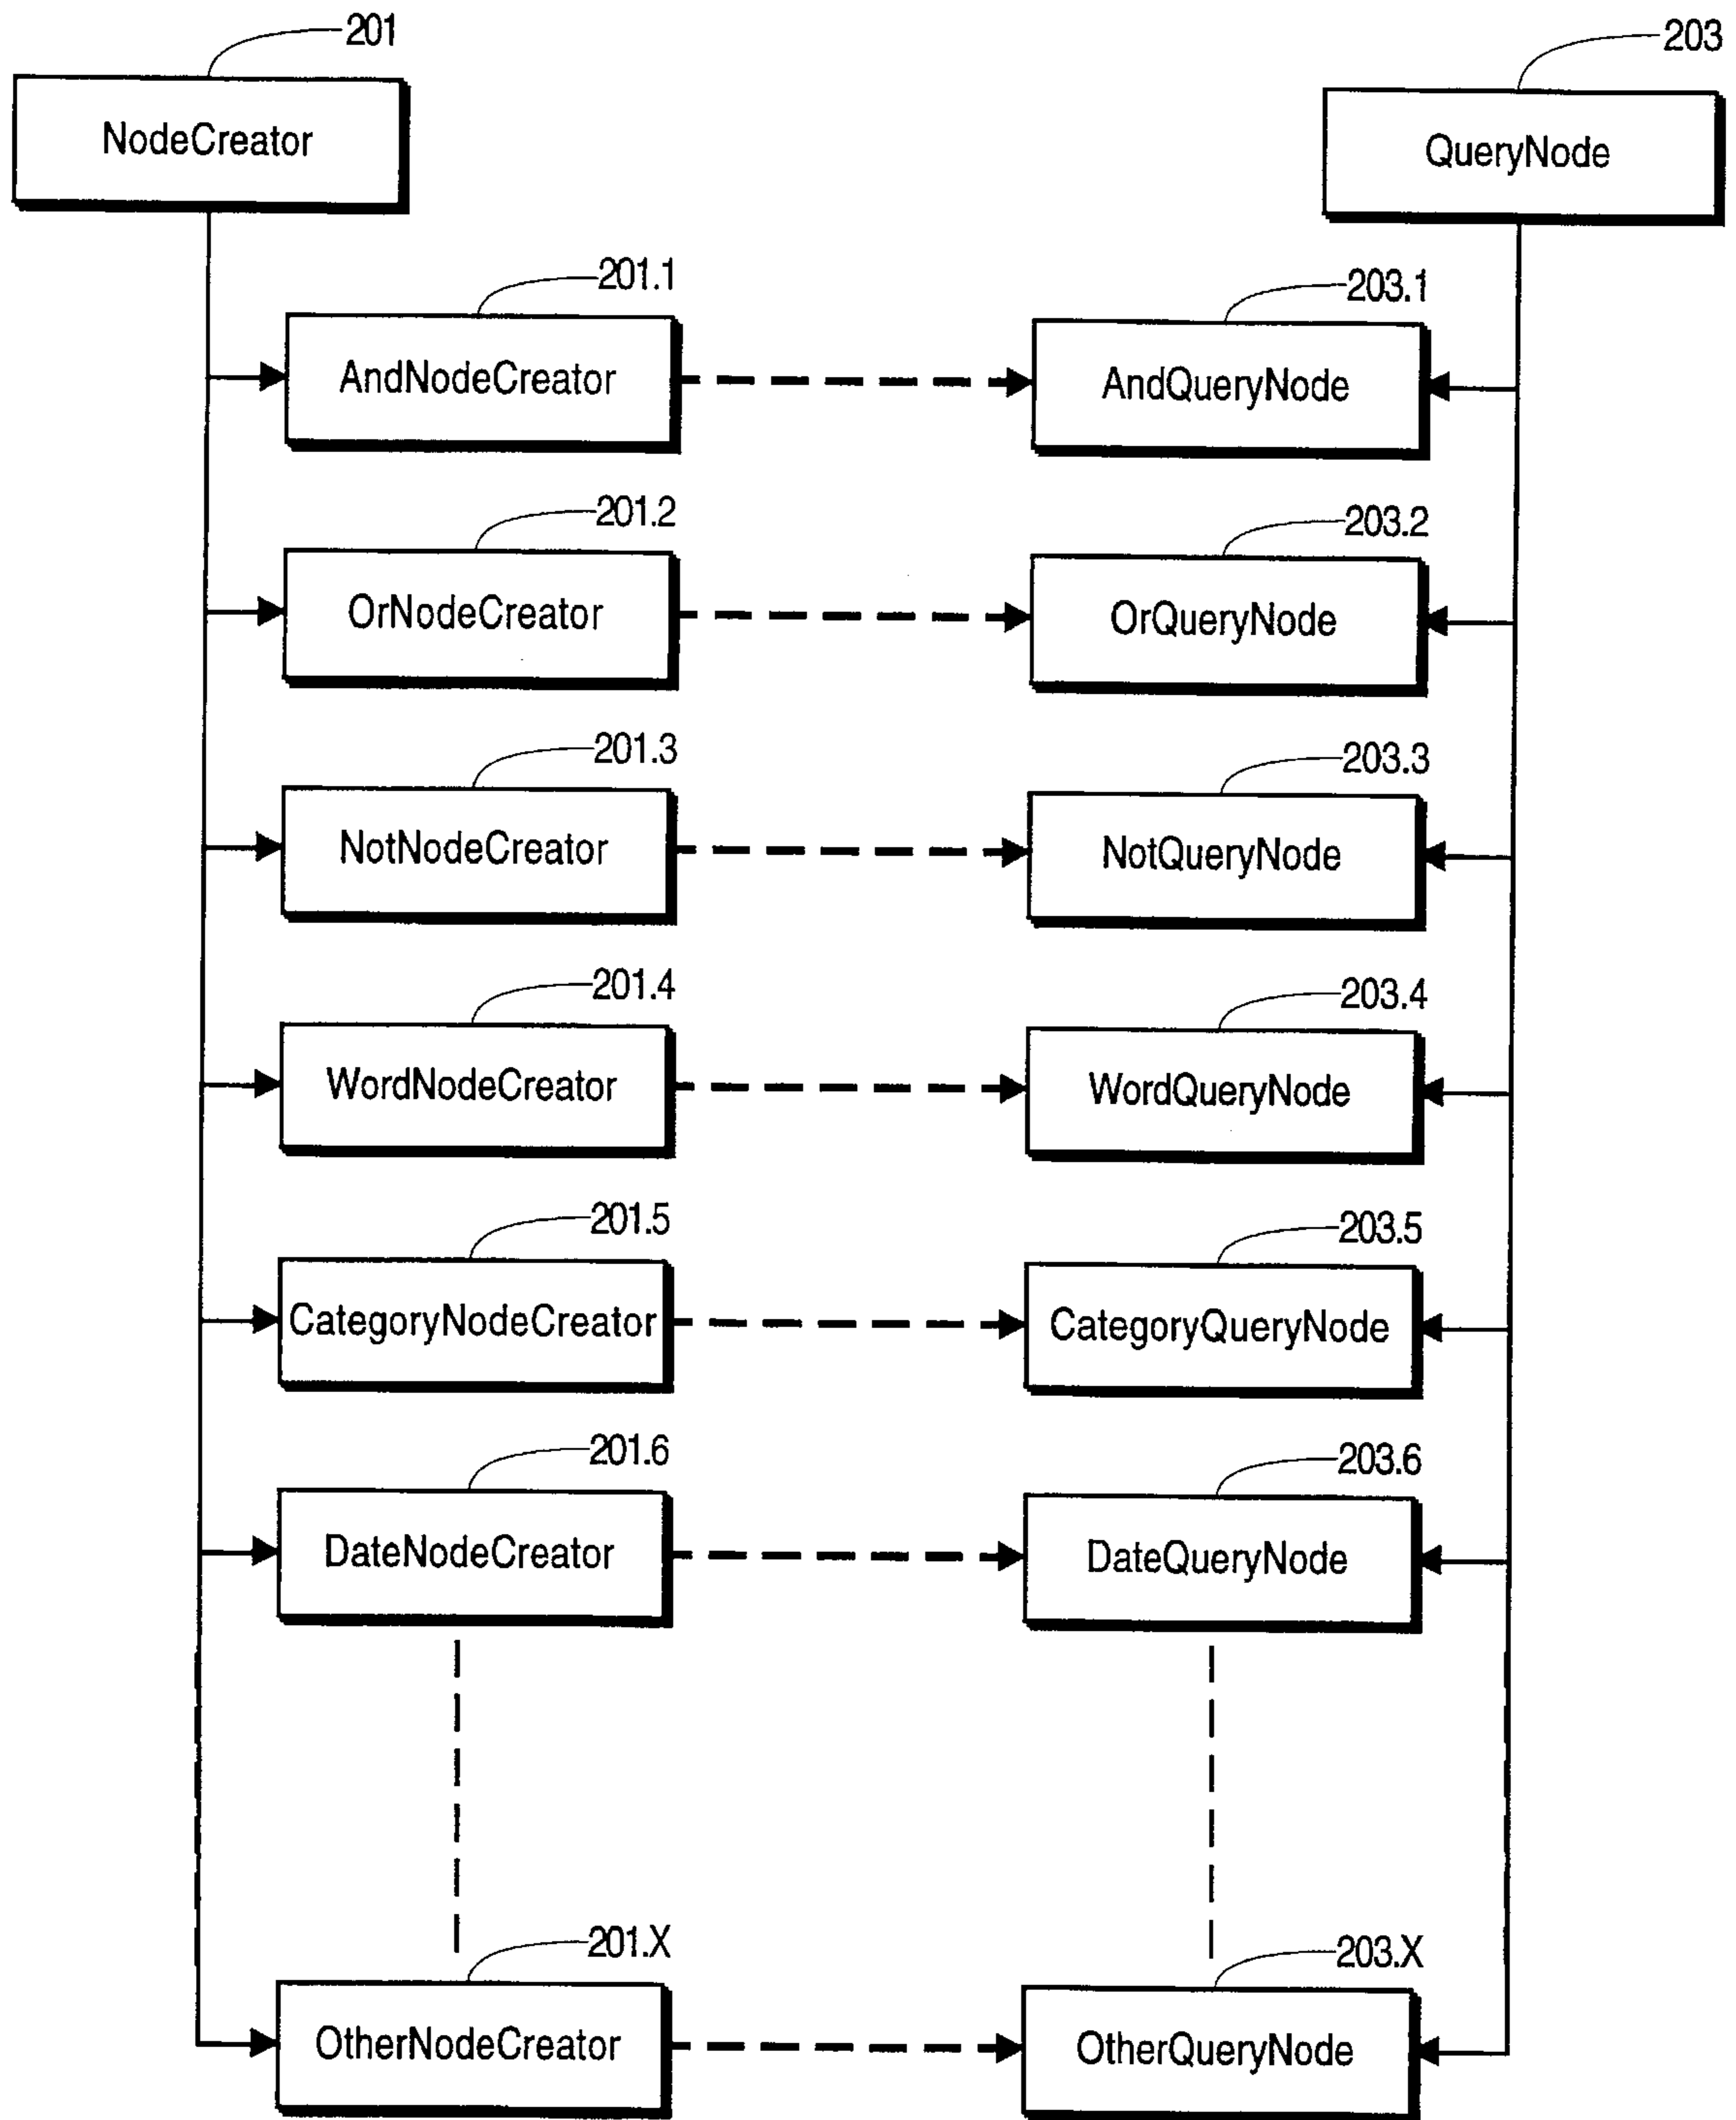 201
203
NodeCreator
QueryNode
201.1
203.1
AndNodeCreator
AndQueryNode
201.2
203.2
OrNodeCreator
OrQueryNode
201.3
203.3
NotNodeCreator
NotQueryNode
201.4
203.4
WordNodeCreator
WordQueryNode
201.5
203.5
CategoryNodeCreator
CategoryQueryNode
201.6
203.6
DateNodeCreator
DateQueryNode
201.X
203.X
OtherNodeCreator
OtherQueryNode